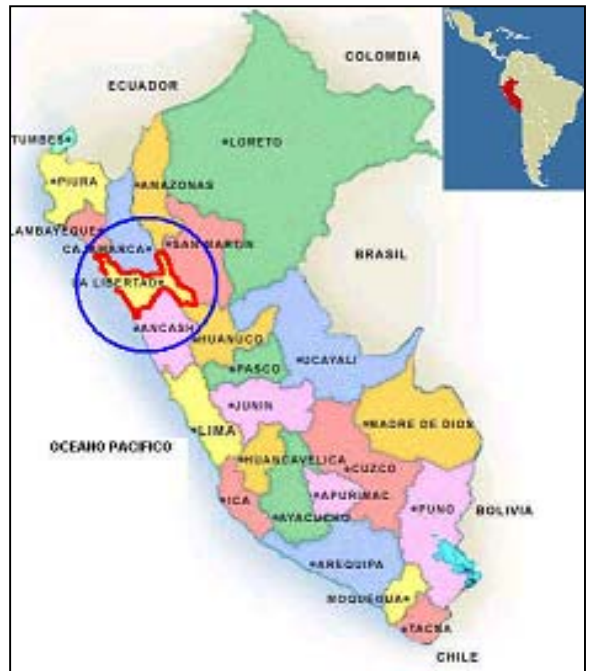 COLOMBIA
ECUADOR
TUMBES
LORETO
PIURA
AMAZONAS
LAMBAYEQUE
CAJAMARCA
SAN MARTIN
BRASIL
LA LIBERTAD
ANCASH
HUANUCO
UCAYALI
PASCO
JUNIN
MADRE DE DIOS
LIMA
OCEANO PACIFICO
HUANCAVELICA
CUZCO
ICA
APURIMAC
PUNO
BOLIVIA
AYACUCHO
AREQUIPA
MOQUEGUA
TACNA
CHILE